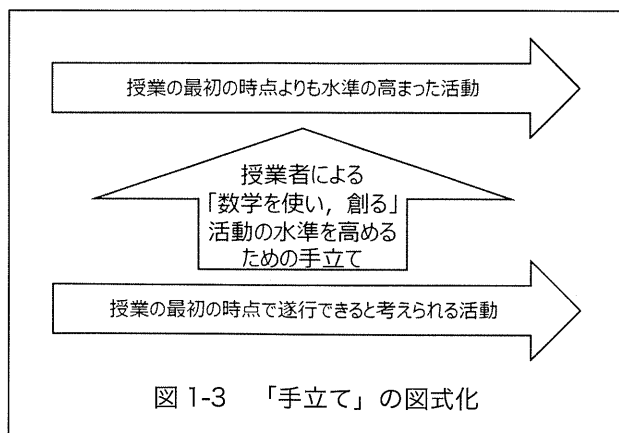 授業の最初の時点よりも水準の高まった活動
授業者による
「数学を使い，創る」
活動の水準を高める
ための手立て
授業の最初の時点で遂行できると考えられる活動
図 1-3　「手立て」の図式化